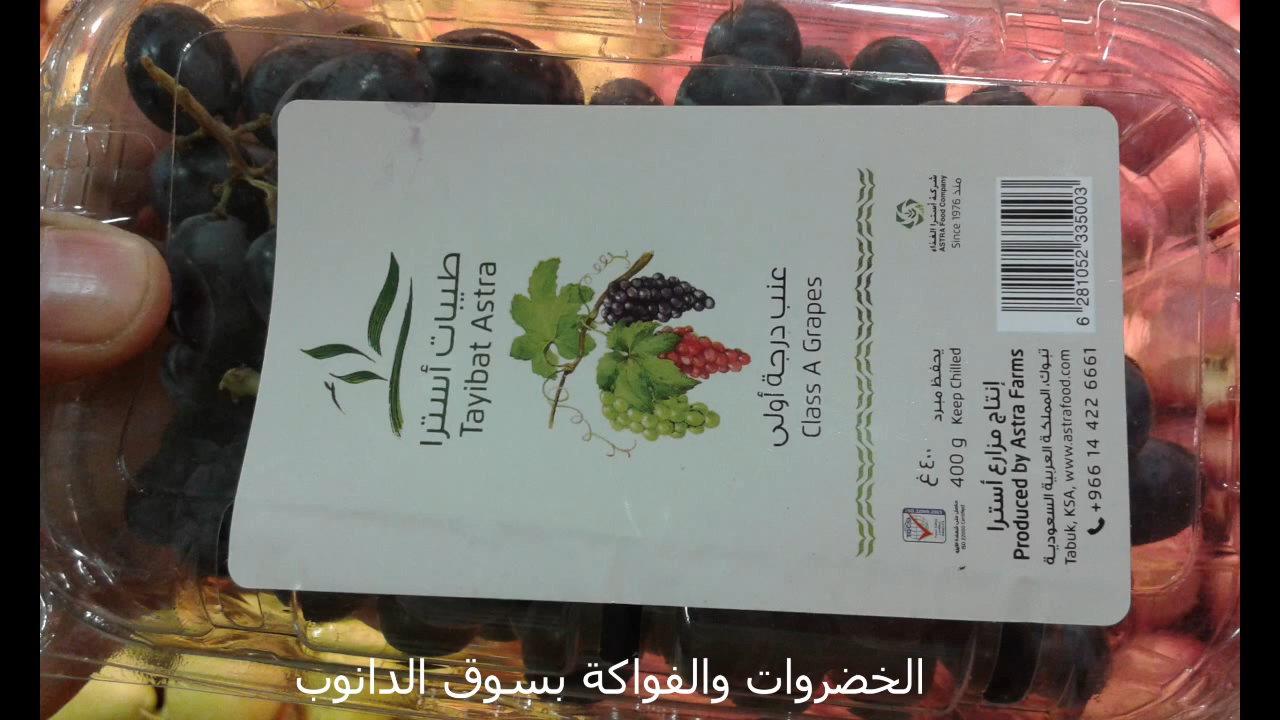 طيبات أسترا
Tayibat Astra
عنب درجة أولى
Class A Grapes
شركة أسترا للغذاء
ASTRA Food Company
منذ Since 1976
٤٠٠ غ يحفظ مبرد
400 g Keep Chilled
إنتاج مزارع أسترا
Produced by Astra Farms
تبوك، المملكة العربية السعودية
Tabuk, KSA, www.astrafood.com
+966 14 422 6661
6 281052 335003
الخضروات والفواكة بسوق الدانوب